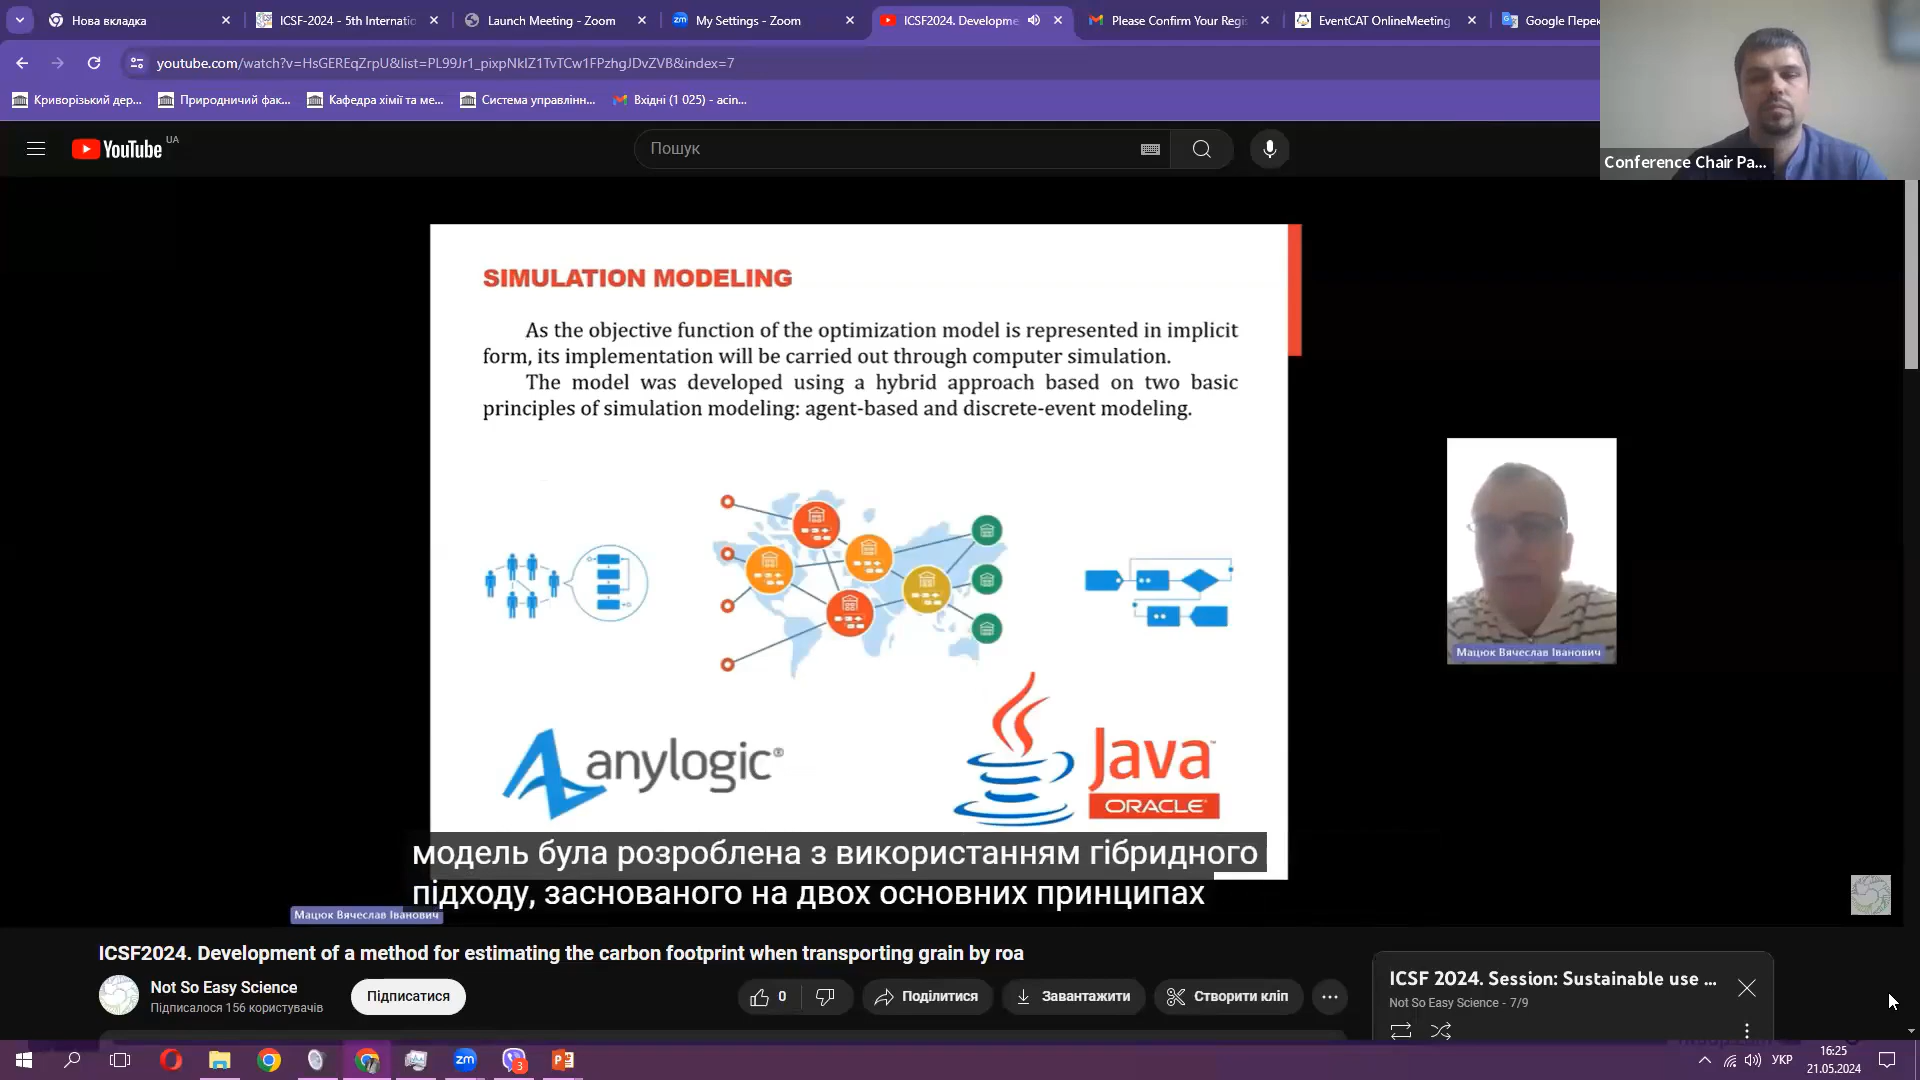 Нова вкладка
ICSF-2024 - 5th Internatio
Launch Meeting - Zoom
My Settings - Zoom
ICSF2024. Developme
Please Confirm Your Regi
EventCAT OnlineMeeting
Google Перек
youtube.com/watch?v=HsGEREqZrpU&list=PL99Jr1_pixpNkIZ1TvTCw1FPzhgJDvZVB&index=7
Криворізький дер...
Природничий фак...
Кафедра хімії та ме...
Система управлінн...
Вхідні (1 025) - acin...
Conference Chair Pa...
YouTube UA
Пошук
SIMULATION MODELING
As the objective function of the optimization model is represented in implicit
form, its implementation will be carried out through computer simulation.
The model was developed using a hybrid approach based on two basic
principles of simulation modeling: agent-based and discrete-event modeling.
Мацюк Вячеслав Іванович
anylogic®
Java™
ORACLE®
модель була розроблена з використанням гібридного
підходу, заснованого на двох основних принципах
Мацюк Вячеслав Іванович
ICSF2024. Development of a method for estimating the carbon footprint when transporting grain by roa
Not So Easy Science
Підписалося 156 користувачів
Підписатися
0
Поділитися
Завантажити
Створити кліп
ICSF 2024. Session: Sustainable use ...
Not So Easy Science - 7/9
zm
3
УКР
16:25
21.05.2024